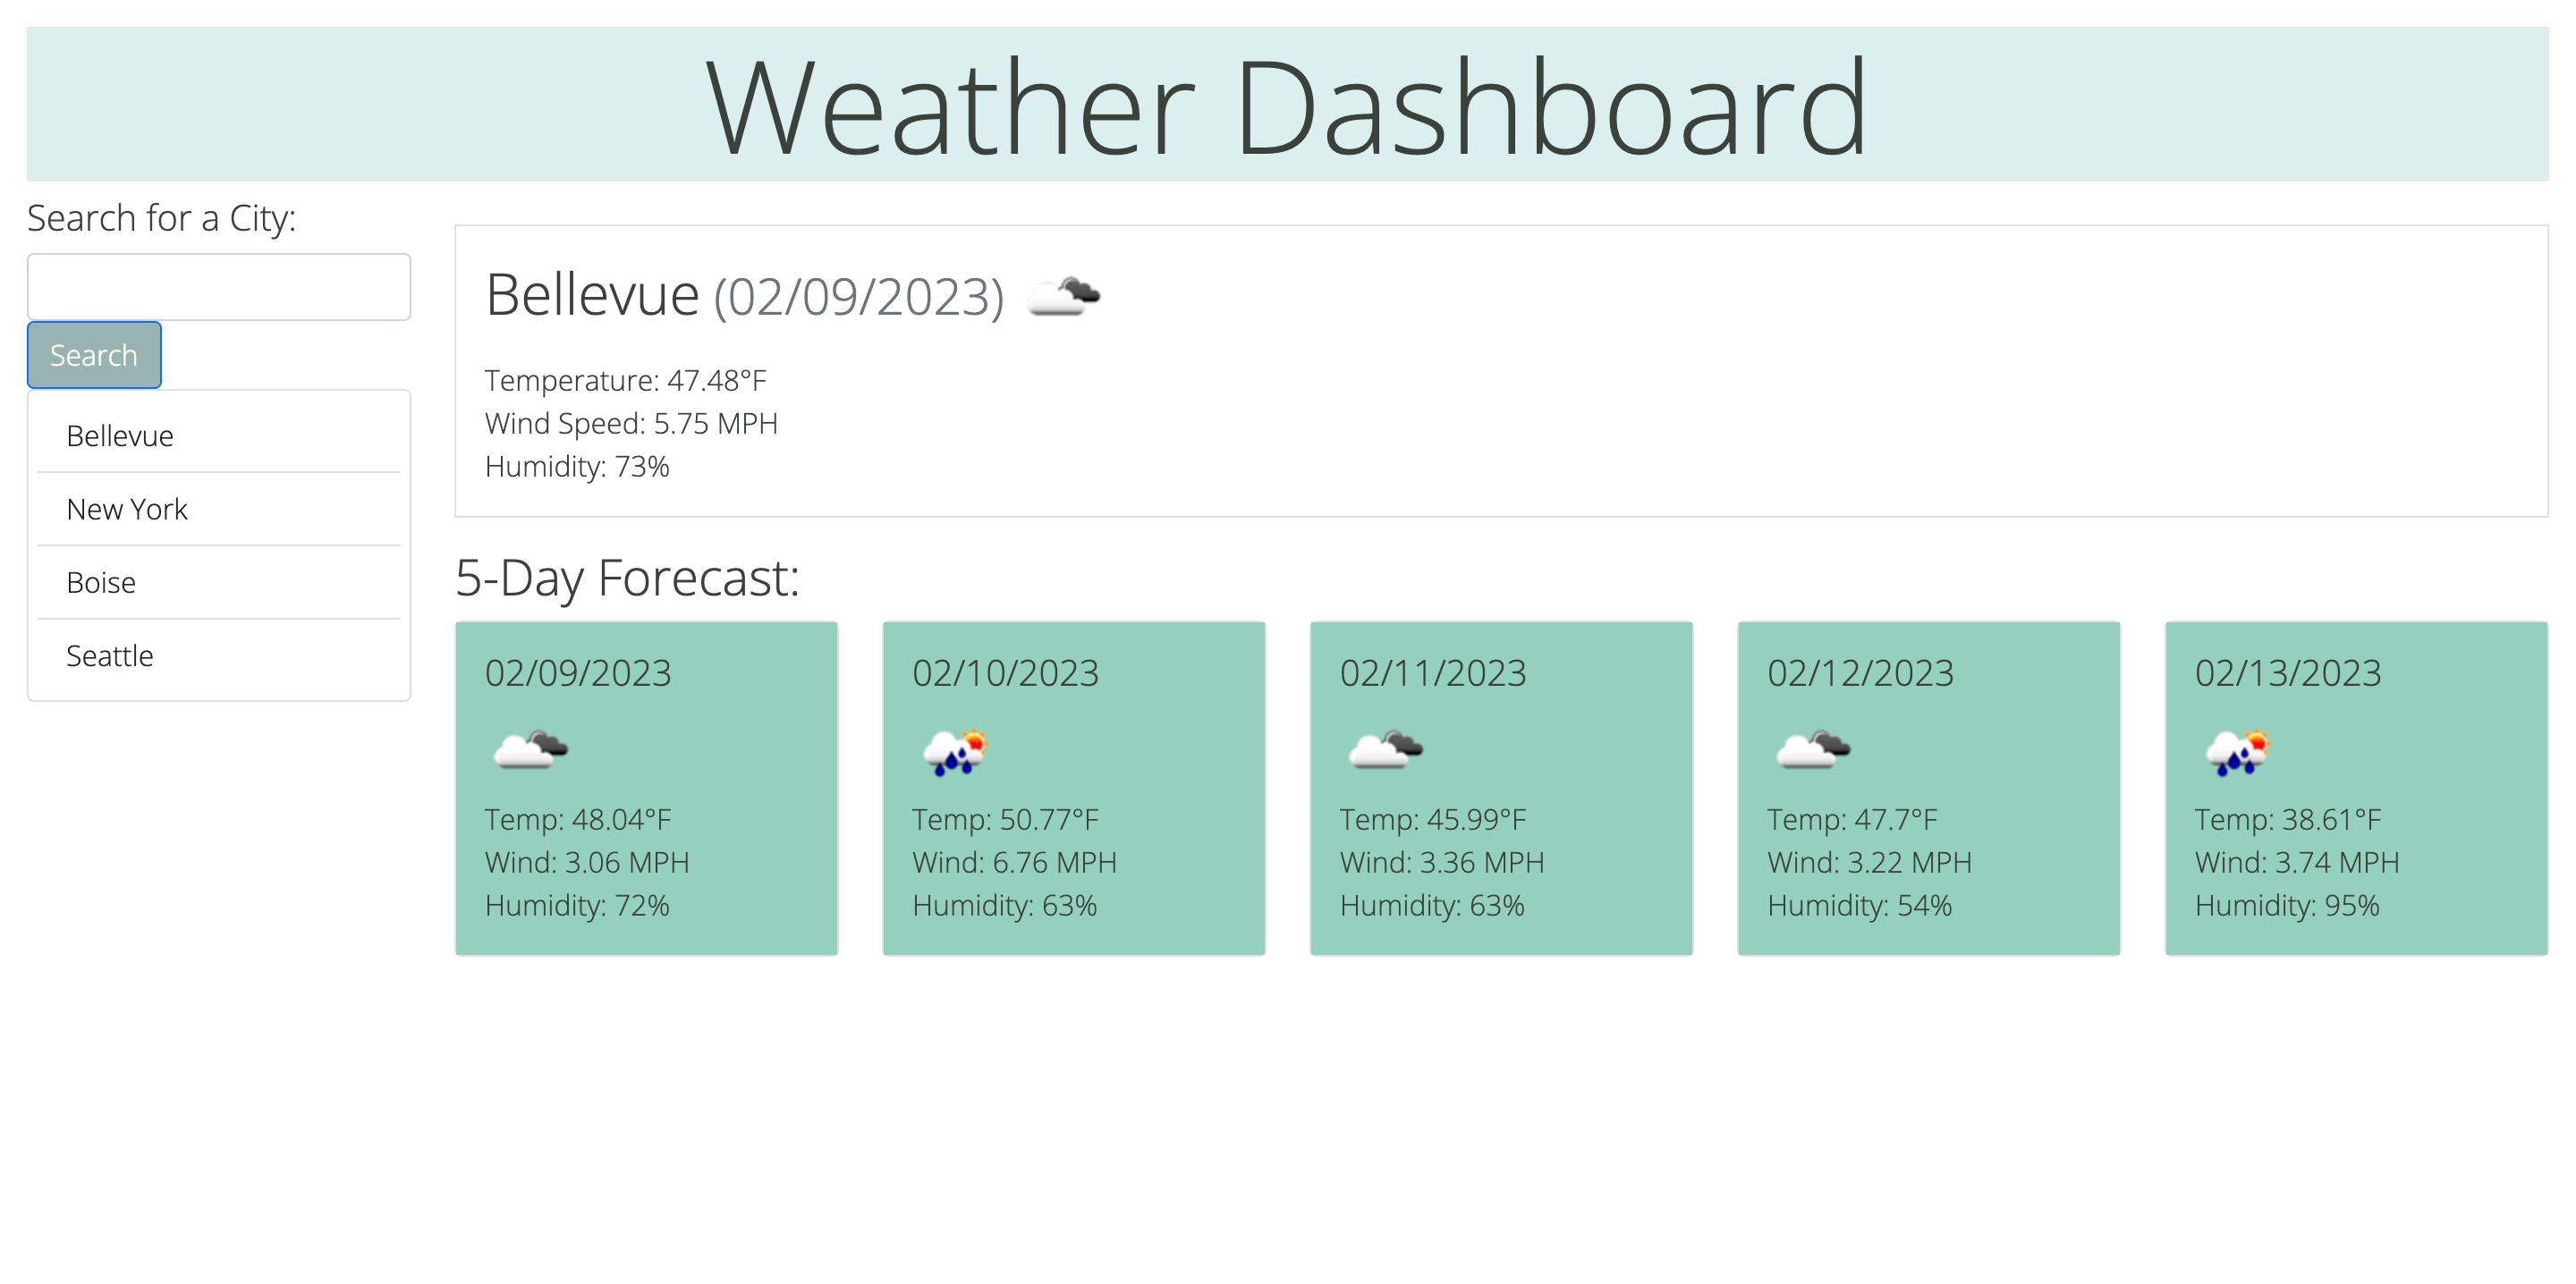 Weather Dashboard
Search for a City:
Search
Bellevue
New York
Boise
Seattle
Bellevue (02/09/2023)
Temperature: 47.48°F
Wind Speed: 5.75 MPH
Humidity: 73%
5-Day Forecast:
02/09/2023
Temp: 48.04°F
Wind: 3.06 MPH
Humidity: 72%
02/10/2023
Temp: 50.77°F
Wind: 6.76 MPH
Humidity: 63%
02/11/2023
Temp: 45.99°F
Wind: 3.36 MPH
Humidity: 63%
02/12/2023
Temp: 47.7°F
Wind: 3.22 MPH
Humidity: 54%
02/13/2023
Temp: 38.61°F
Wind: 3.74 MPH
Humidity: 95%